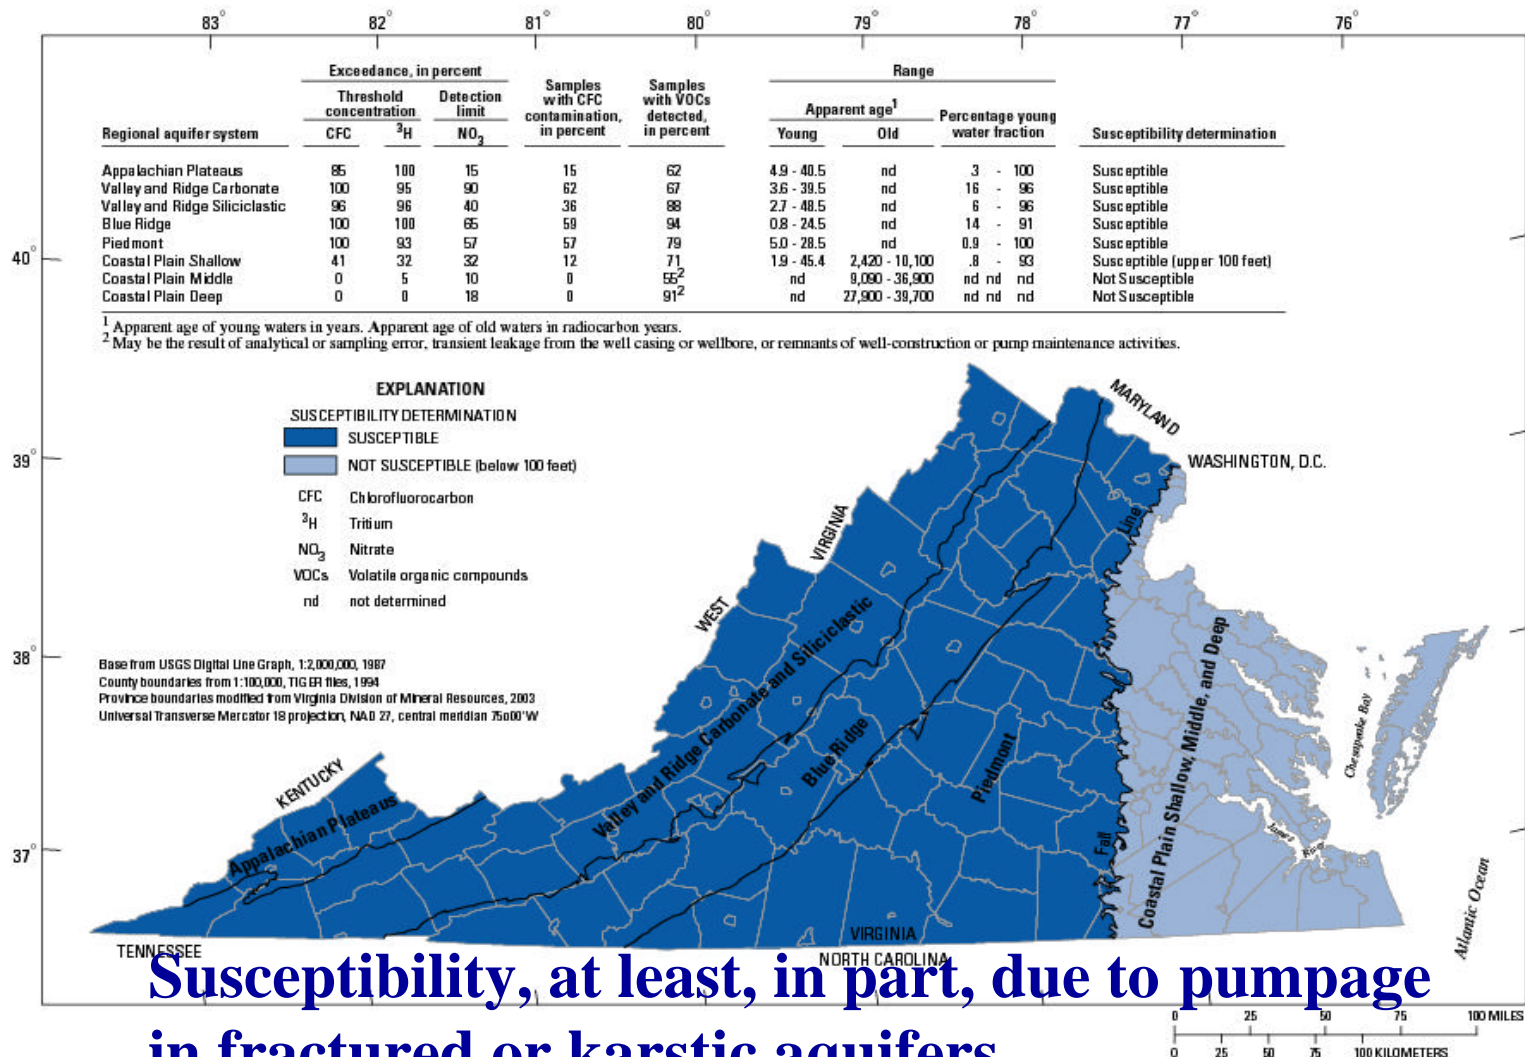 83° 82° 81° 80° 79° 78° 77° 76°
Exceedance, in percent
Threshold concentration
Detection limit
Samples with CFC contamination, in percent
Samples with VOCs detected, in percent
Range
Apparent age¹
Percentage young water fraction
Regional aquifer system CFC ³H NO₃ Young Old Susceptibility determination
Appalachian Plateaus 85 100 15 15 62 4.9 - 40.5 nd 3 - 100 Susceptible
Valley and Ridge Carbonate 100 95 90 62 67 3.6 - 39.5 nd 16 - 96 Susceptible
Valley and Ridge Siliciclastic 96 96 40 36 88 2.7 - 48.5 nd 6 - 96 Susceptible
Blue Ridge 100 100 65 59 94 0.8 - 24.5 nd 14 - 91 Susceptible
Piedmont 100 93 57 57 79 5.0 - 28.5 nd 0.9 - 100 Susceptible
Coastal Plain Shallow 41 32 32 12 71 1.9 - 45.4 2,420 - 10,100 .8 - 93 Susceptible (upper 100 feet)
Coastal Plain Middle 0 5 10 0 55² nd 9,090 - 36,900 nd nd nd Not Susceptible
Coastal Plain Deep 0 0 18 0 91² nd 27,900 - 39,700 nd nd nd Not Susceptible
¹ Apparent age of young waters in years. Apparent age of old waters in radiocarbon years.
² May be the result of analytical or sampling error, transient leakage from the well casing or wellbore, or remnants of well-construction or pump maintenance activities.
40°
39°
38°
37°
EXPLANATION
SUSCEPTIBILITY DETERMINATION
SUSCEPTIBLE
NOT SUSCEPTIBLE (below 100 feet)
CFC Chlorofluorocarbon
³H Tritium
NO₃ Nitrate
VOCs Volatile organic compounds
nd not determined
Base from USGS Digital Line Graph, 1:2,000,000, 1987
County boundaries from 1:100,000, TIGER files, 1994
Province boundaries modified from Virginia Division of Mineral Resources, 2003
Universal Transverse Mercator 18 projection, NAD 27, central meridian 75o00'W
MARYLAND
WASHINGTON, D.C.
WEST VIRGINIA
KENTUCKY
Appalachian Plateaus
Valley and Ridge Carbonate and Siliciclastic
Blue Ridge
Piedmont
Fall Line
Coastal Plain Shallow, Middle, and Deep
Chesapeake Bay
James River
Atlantic Ocean
TENNESSEE
VIRGINIA
NORTH CAROLINA
Susceptibility, at least, in part, due to pumpage
in fractured or karstic aquifers
0 25 50 75 100 MILES
0 25 50 75 100 KILOMETERS